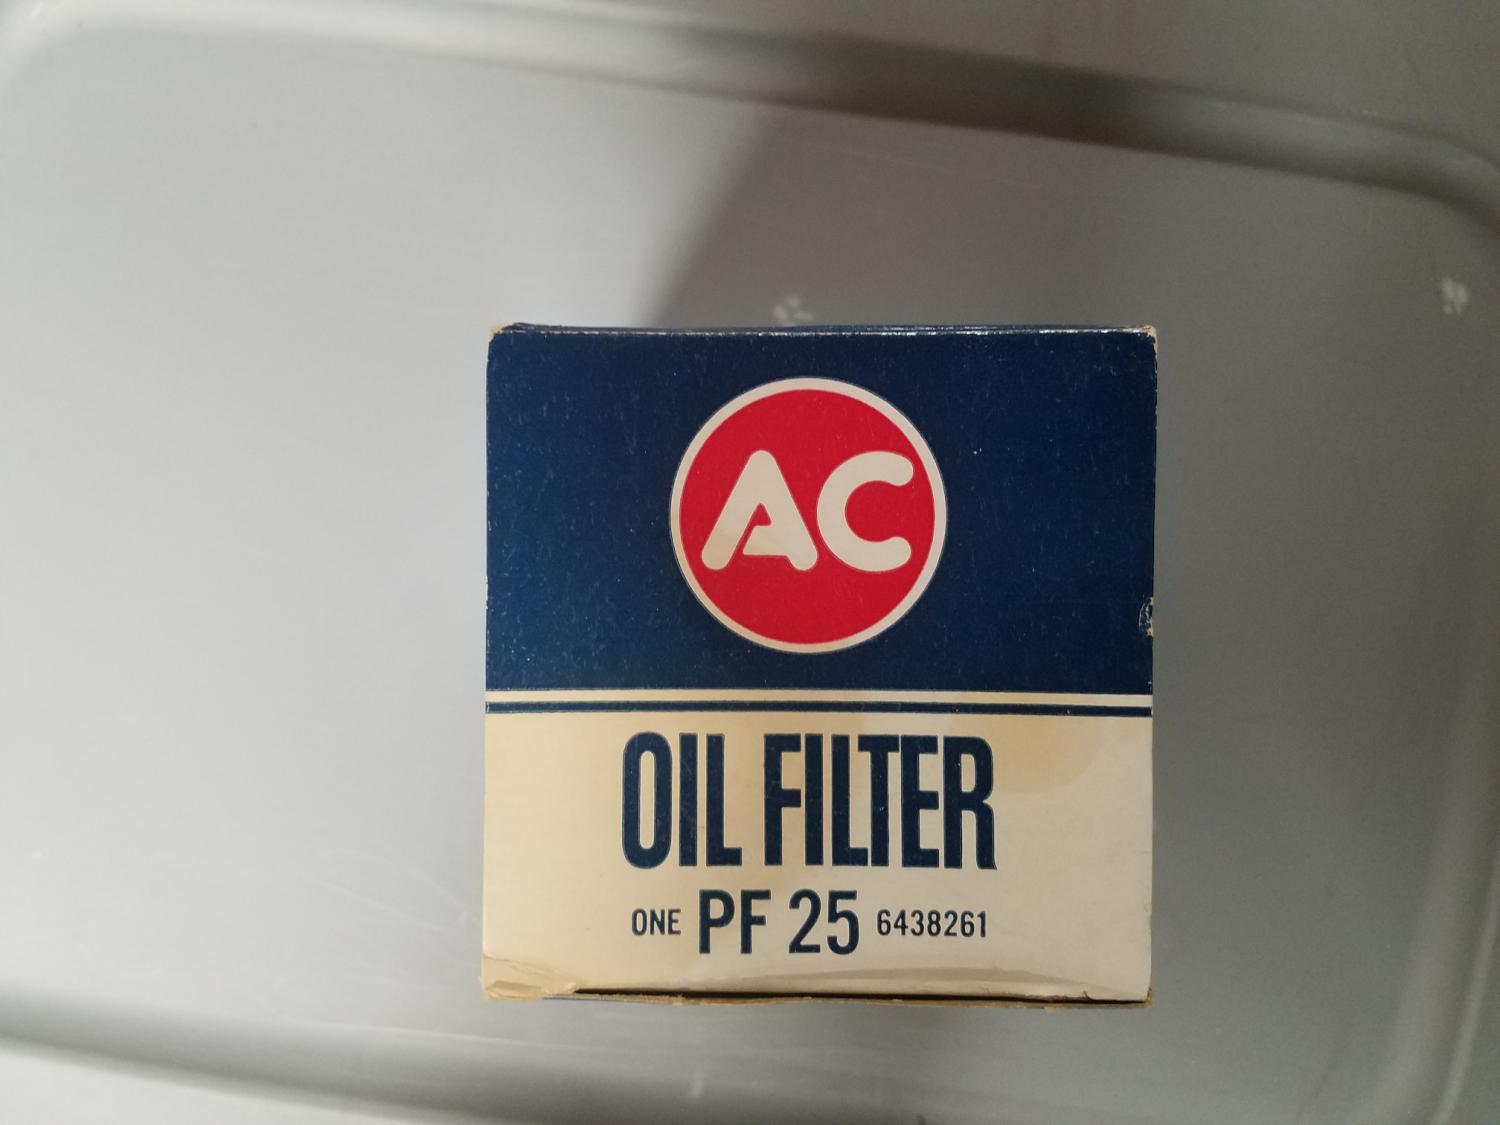 AC
OIL FILTER
ONE PF 25 6438261